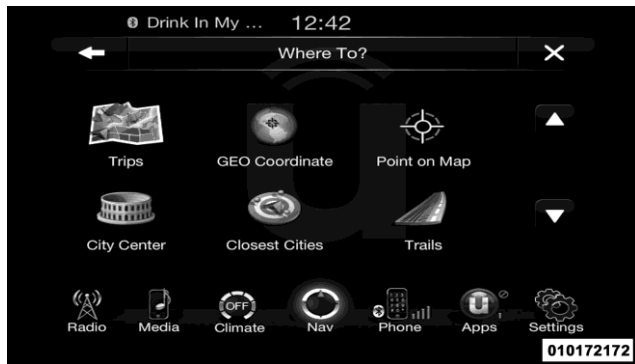 Drink In My ... 12:42
Where To?
Trips GEO Coordinate Point on Map
City Center Closest Cities Trails
OFF
Radio Media Climate Nav Phone Apps Settings
010172172